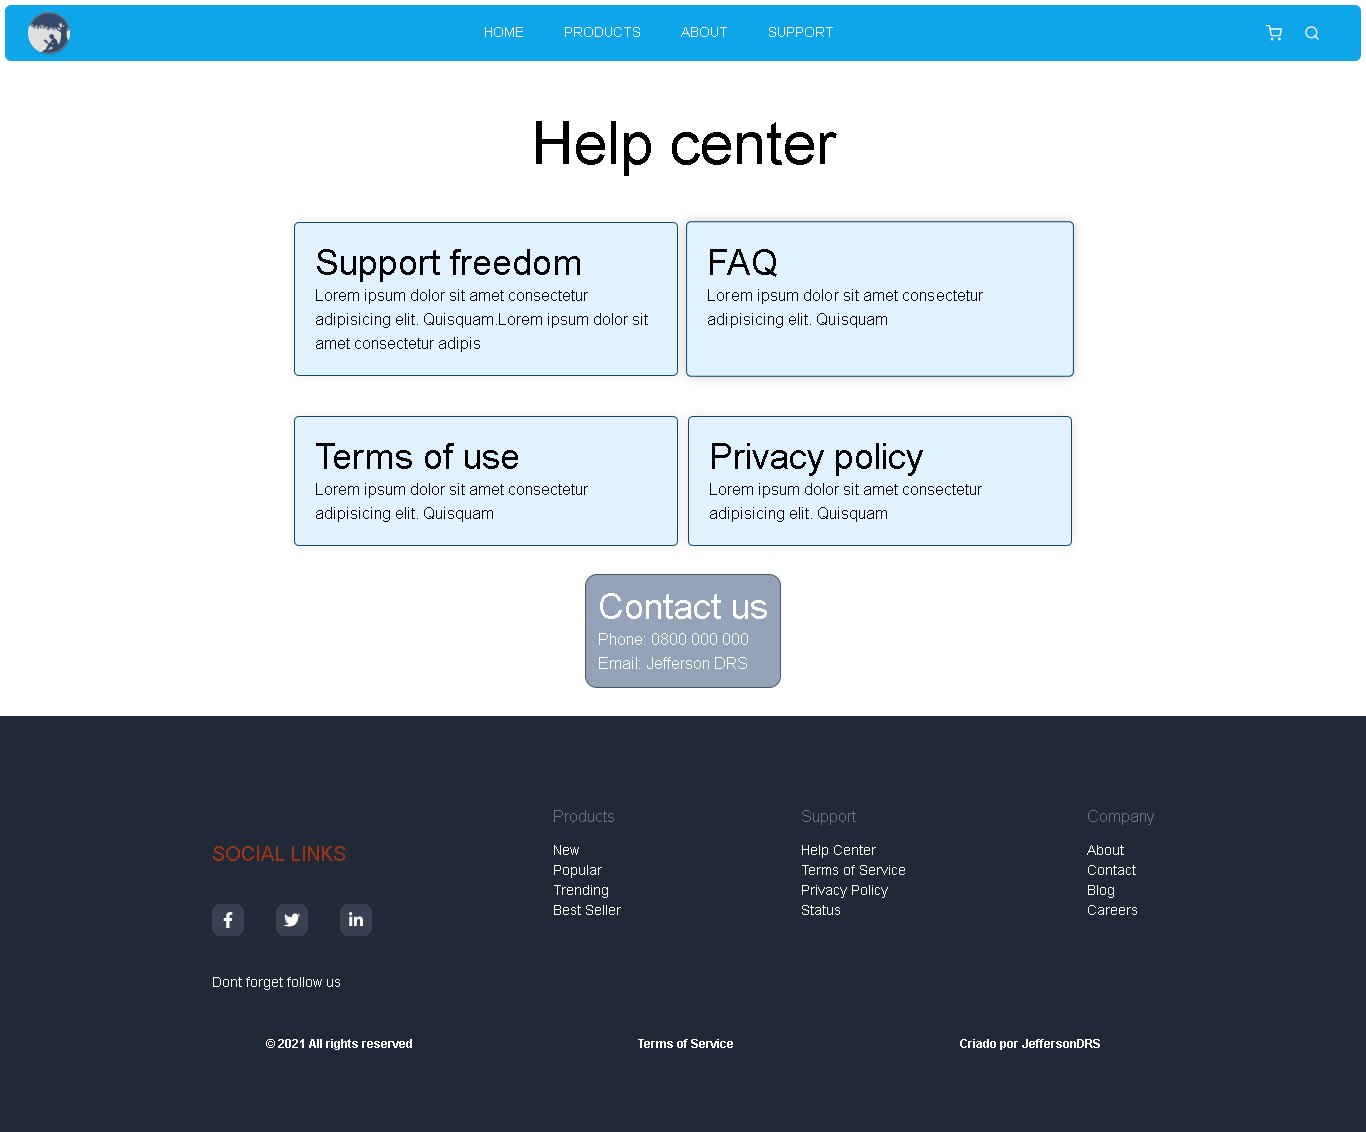 HOME PRODUCTS ABOUT SUPPORT
Help center
Support freedom
Lorem ipsum dolor sit amet consectetur
adipisicing elit. Quisquam.Lorem ipsum dolor sit
amet consectetur adipis
FAQ
Lorem ipsum dolor sit amet consectetur
adipisicing elit. Quisquam
Terms of use
Lorem ipsum dolor sit amet consectetur
adipisicing elit. Quisquam
Privacy policy
Lorem ipsum dolor sit amet consectetur
adipisicing elit. Quisquam
Contact us
Phone: 0800 000 000
Email: Jefferson DRS
SOCIAL LINKS
Dont forget follow us
Products
New
Popular
Trending
Best Seller
Support
Help Center
Terms of Service
Privacy Policy
Status
Company
About
Contact
Blog
Careers
© 2021 All rights reserved
Terms of Service
Criado por JeffersonDRS